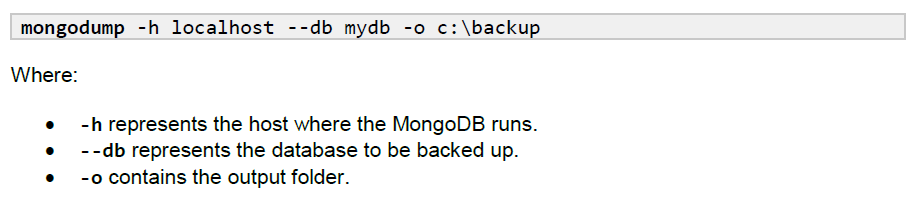 mongodump -h localhost --db mydb -o c:\backup
Where:
• -h represents the host where the MongoDB runs.
• --db represents the database to be backed up.
• -o contains the output folder.